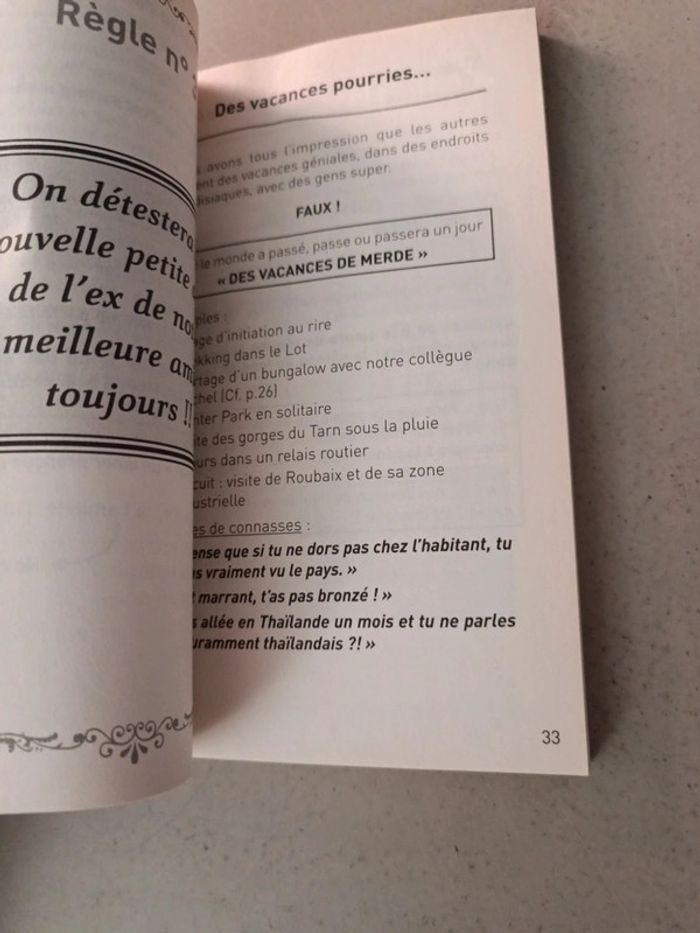 Règle n°
On détestera
nouvelle petite
de l'ex de no
meilleure am
toujours !!
Des vacances pourries...
avons tous l'impression que les autres
des vacances géniales, dans des endroits
disiaques, avec des gens super.
FAUX !
le monde a passé, passe ou passera un jour
« DES VACANCES DE MERDE »
ples :
ge d'initiation au rire
kking dans le Lot
rtage d'un bungalow avec notre collègue
hel (Cf. p.26)
nter Park en solitaire
te des gorges du Tarn sous la pluie
urs dans un relais routier
cuit : visite de Roubaix et de sa zone
ustrielle
es de connasses :
ense que si tu ne dors pas chez l'habitant, tu
s vraiment vu le pays. »
marrant, t'as pas bronzé ! »
s allée en Thaïlande un mois et tu ne parles
uramment thaïlandais ?! »
33